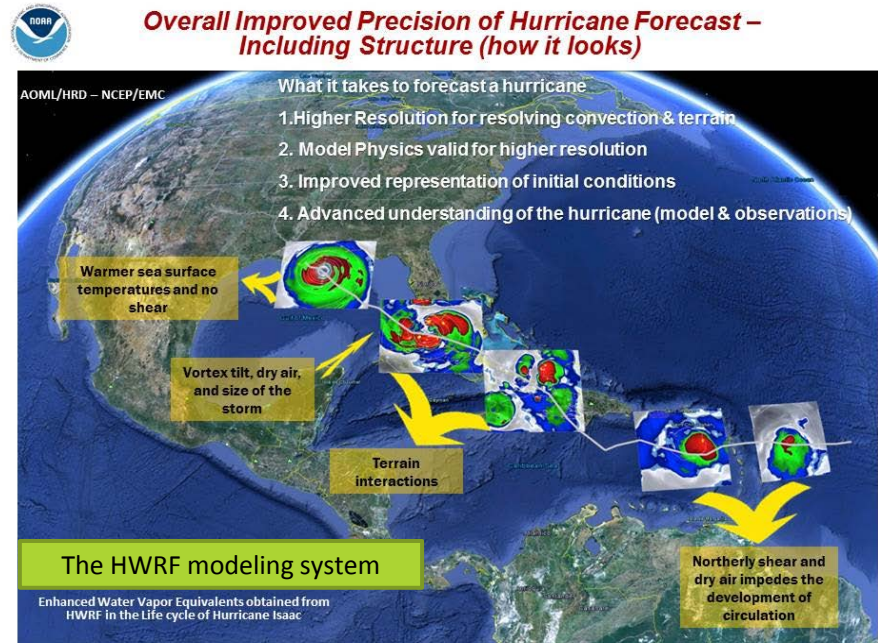 NOAA
Overall Improved Precision of Hurricane Forecast –
Including Structure (how it looks)
AOML/HRD – NCEP/EMC
What it takes to forecast a hurricane
1.Higher Resolution for resolving convection & terrain
2. Model Physics valid for higher resolution
3. Improved representation of initial conditions
4. Advanced understanding of the hurricane (model & observations)
Warmer sea surface
temperatures and no
shear
Vortex tilt, dry air,
and size of the
storm
Terrain
interactions
Caribbean Sea
The HWRF modeling system
Northerly shear and
dry air impedes the
development of
circulation
Enhanced Water Vapor Equivalents obtained from
HWRF in the Life cycle of Hurricane Isaac